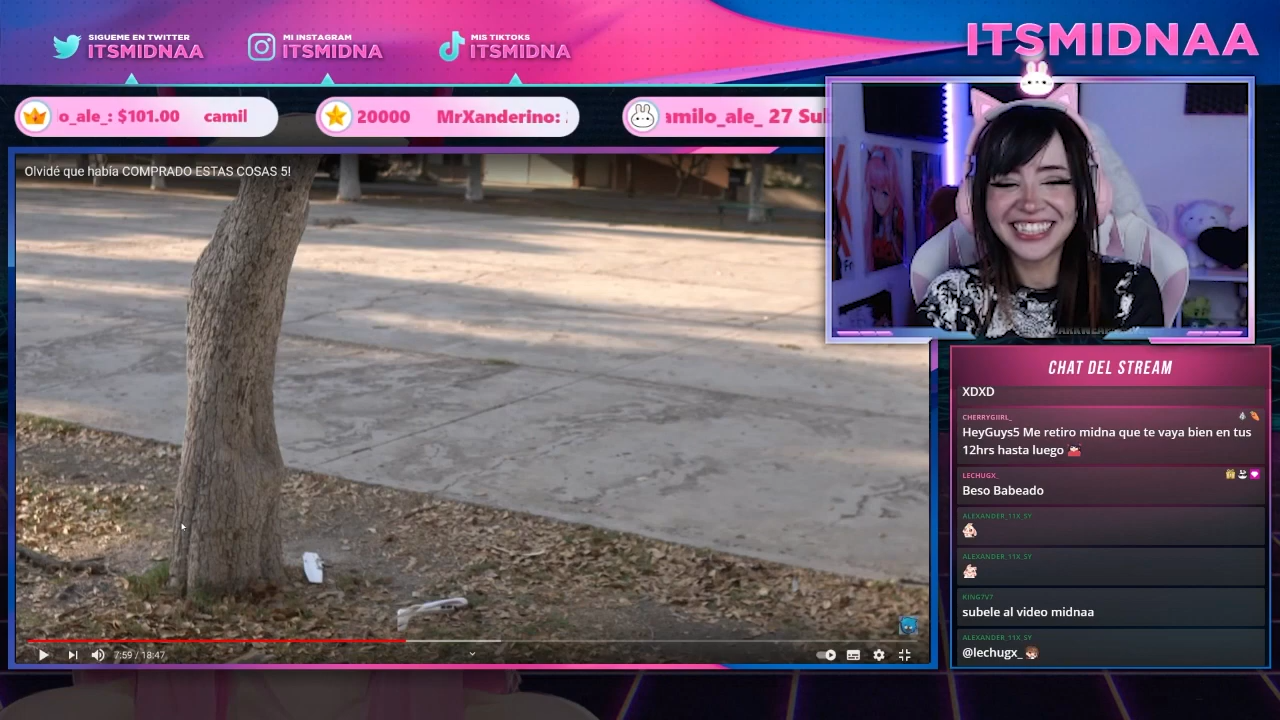 SIGUEME EN TWITTER
ITSMIDNAA
MI INSTAGRAM
ITSMIDNA
MIS TIKTOKS
ITSMIDNA
ITSMIDNAA
o_ale_: $101.00 camil
20000 MrXanderino:
amilo_ale_ 27 Sub
Olvidé que había COMPRADO ESTAS COSAS 5!
7:59 / 18:47
CHAT DEL STREAM
XDXD
CHERRYGIIRL_
HeyGuys5 Me retiro midna que te vaya bien en tus
12hrs hasta luego
LECHUGX_
Beso Babeado
ALEXANDER_11X_SY
ALEXANDER_11X_SY
KING7V7
subele al video midnaa
ALEXANDER_11X_SY
@lechugx_